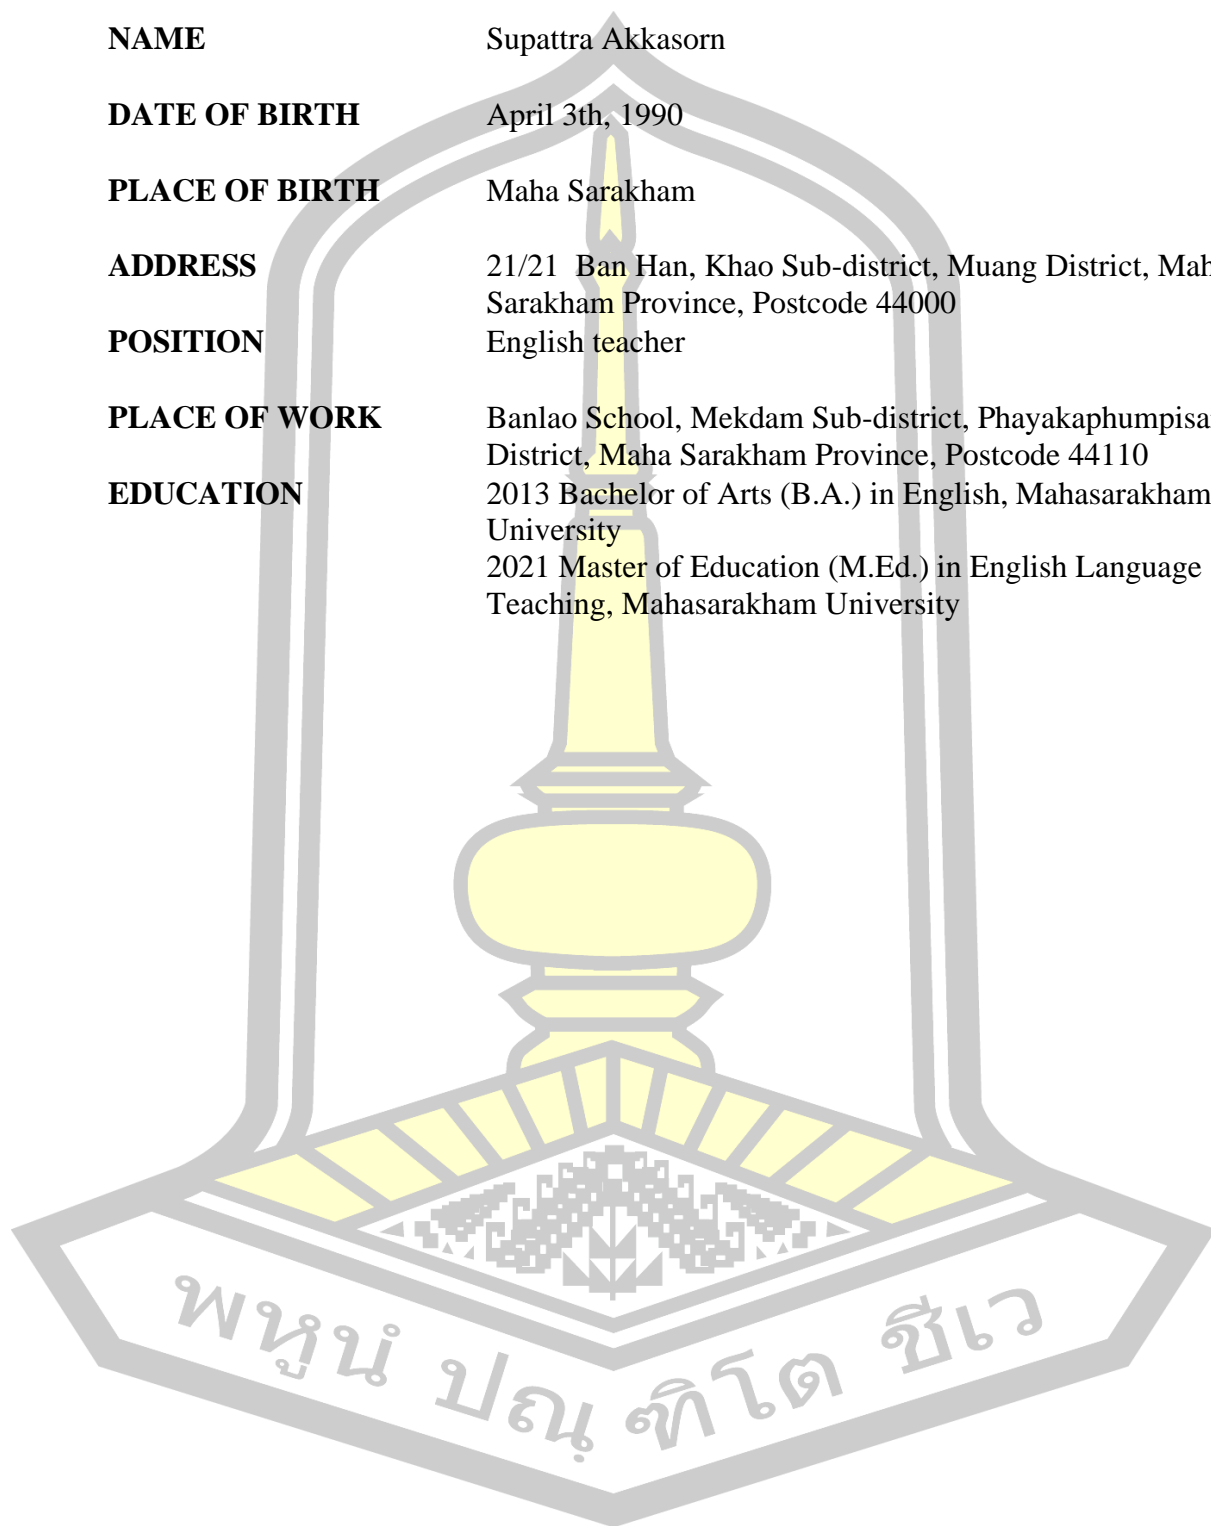 NAME Supattra Akkasorn
DATE OF BIRTH April 3th, 1990
PLACE OF BIRTH Maha Sarakham
ADDRESS 21/21 Ban Han, Khao Sub-district, Muang District, Mah
Sarakham Province, Postcode 44000
POSITION English teacher
PLACE OF WORK Banlao School, Mekdam Sub-district, Phayakaphumpisa
District, Maha Sarakham Province, Postcode 44110
EDUCATION 2013 Bachelor of Arts (B.A.) in English, Mahasarakham
University
2021 Master of Education (M.Ed.) in English Language
Teaching, Mahasarakham University
พหูนํ ปณฺฑิโต ชีเว